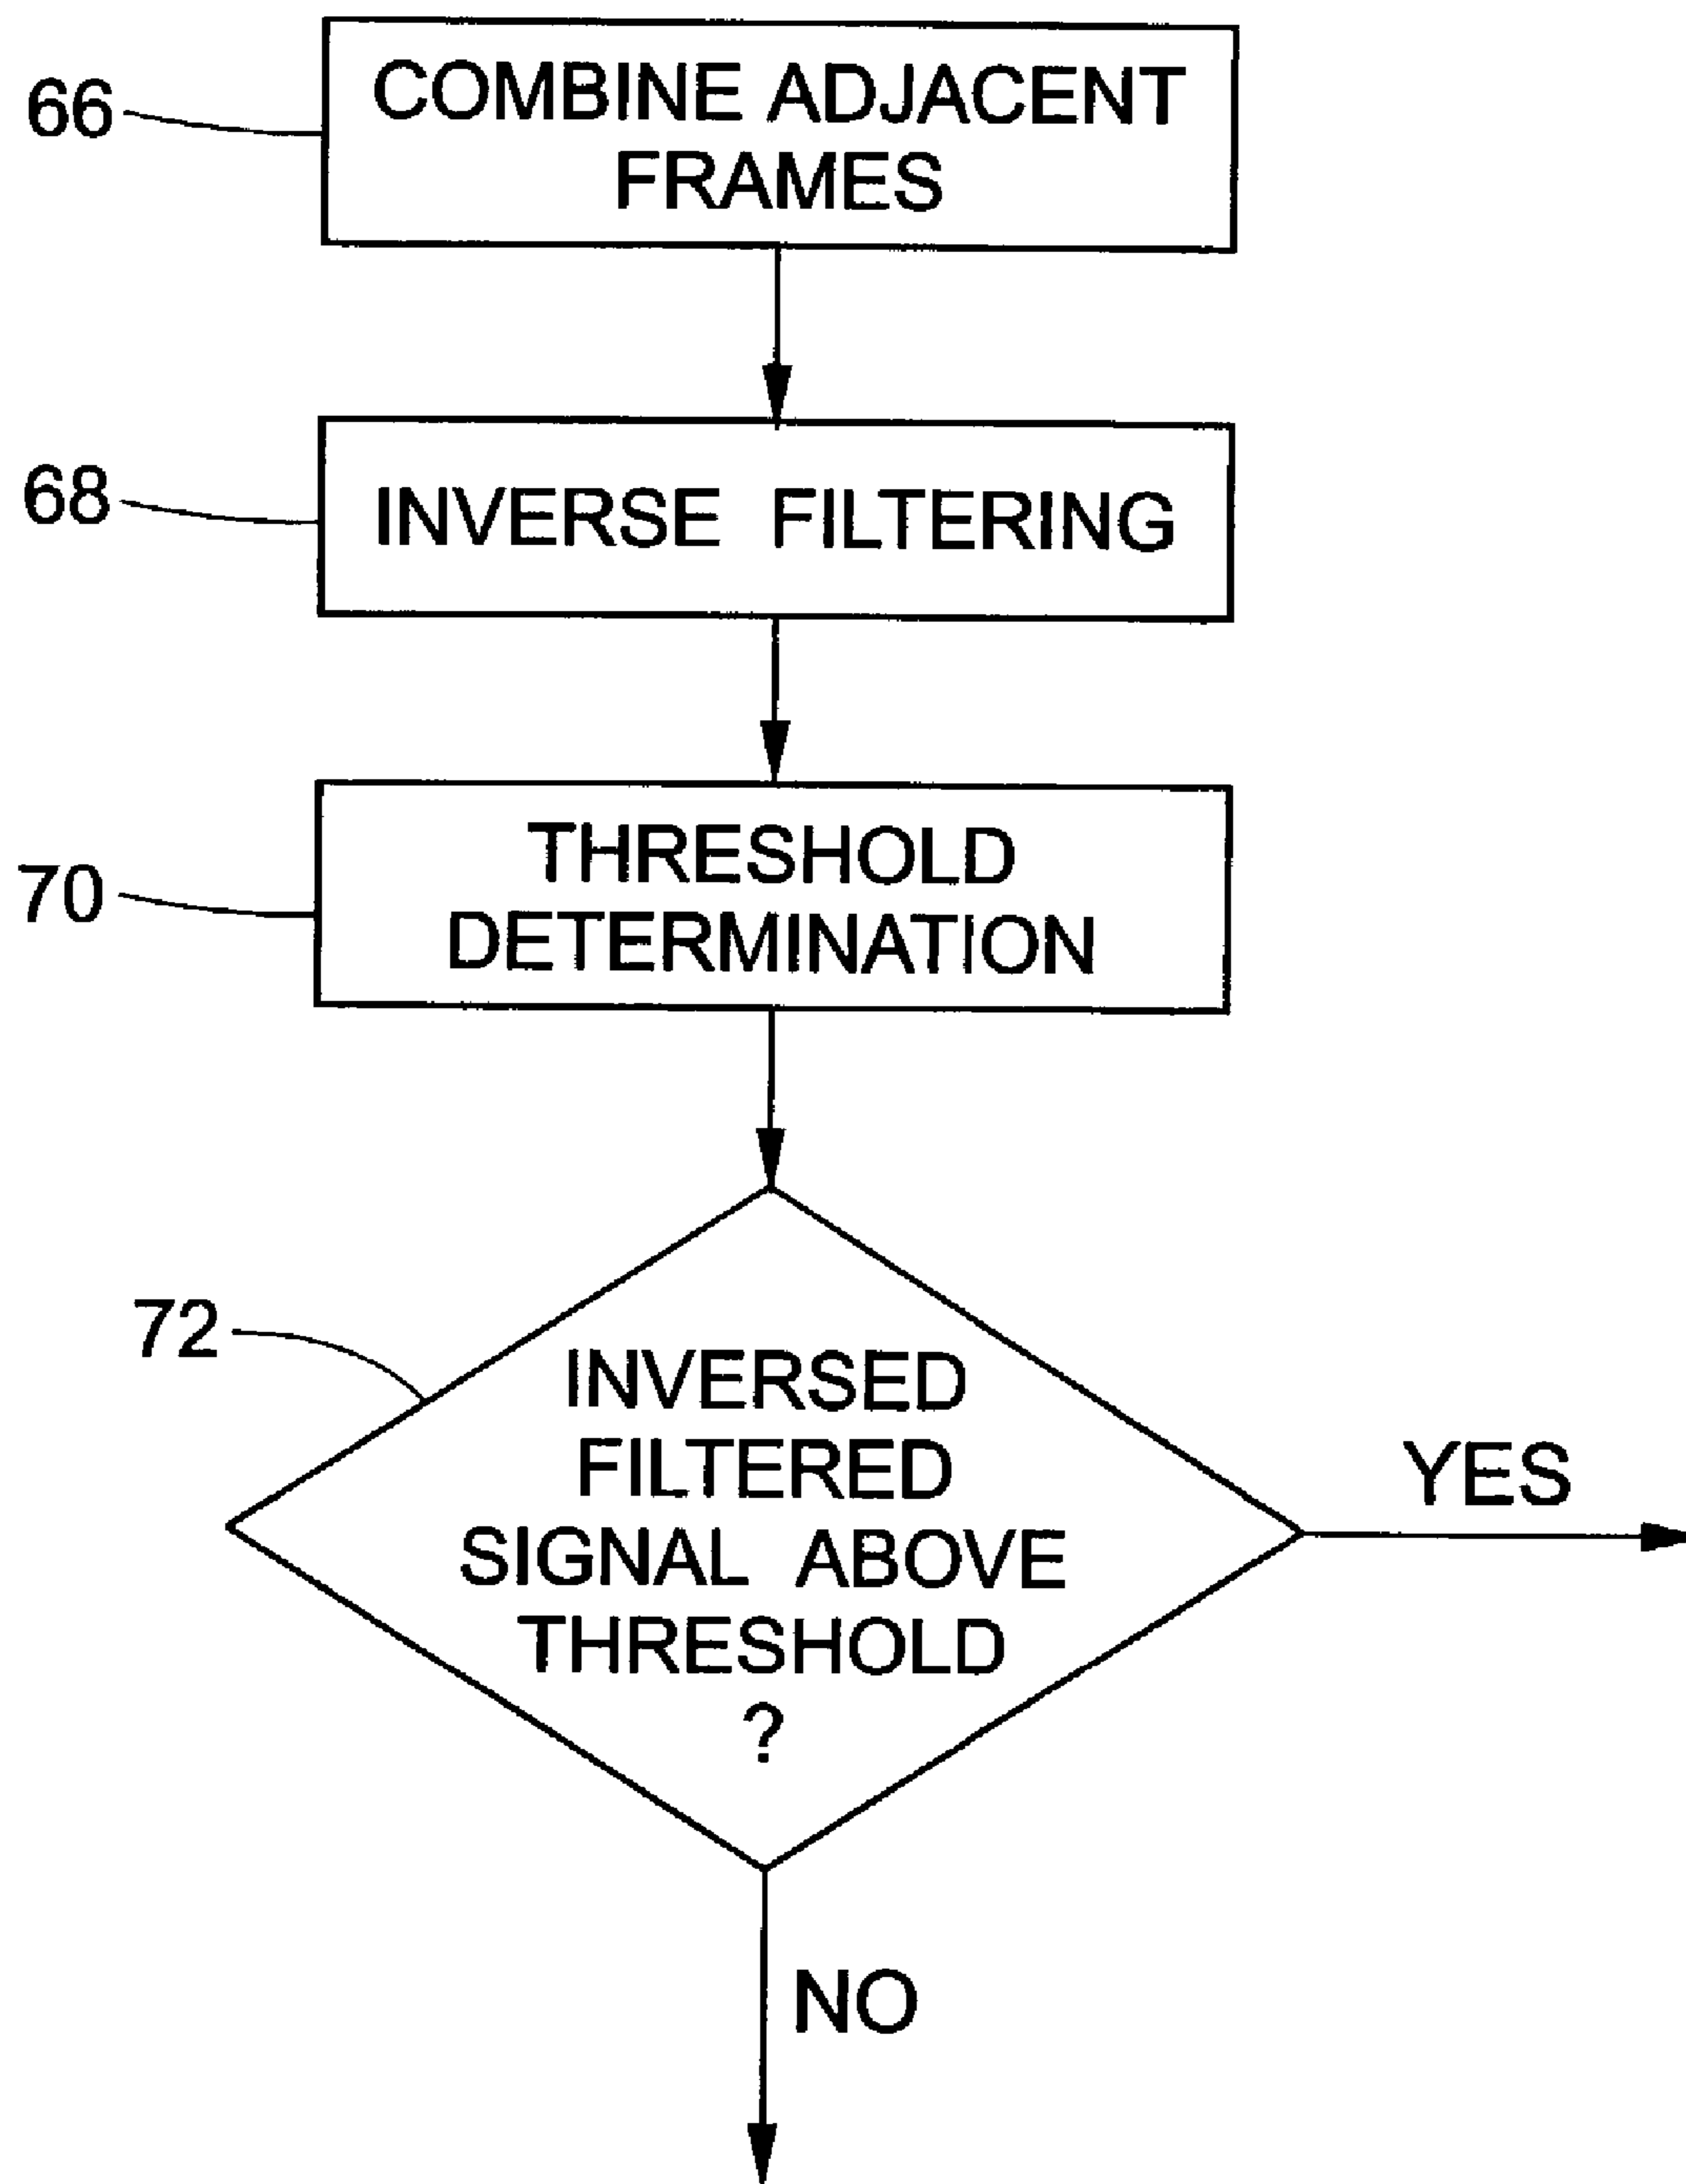 66
COMBINE ADJACENT
FRAMES
68
INVERSE FILTERING
70
THRESHOLD
DETERMINATION
72
INVERSED
FILTERED
SIGNAL ABOVE
THRESHOLD
?
YES
NO